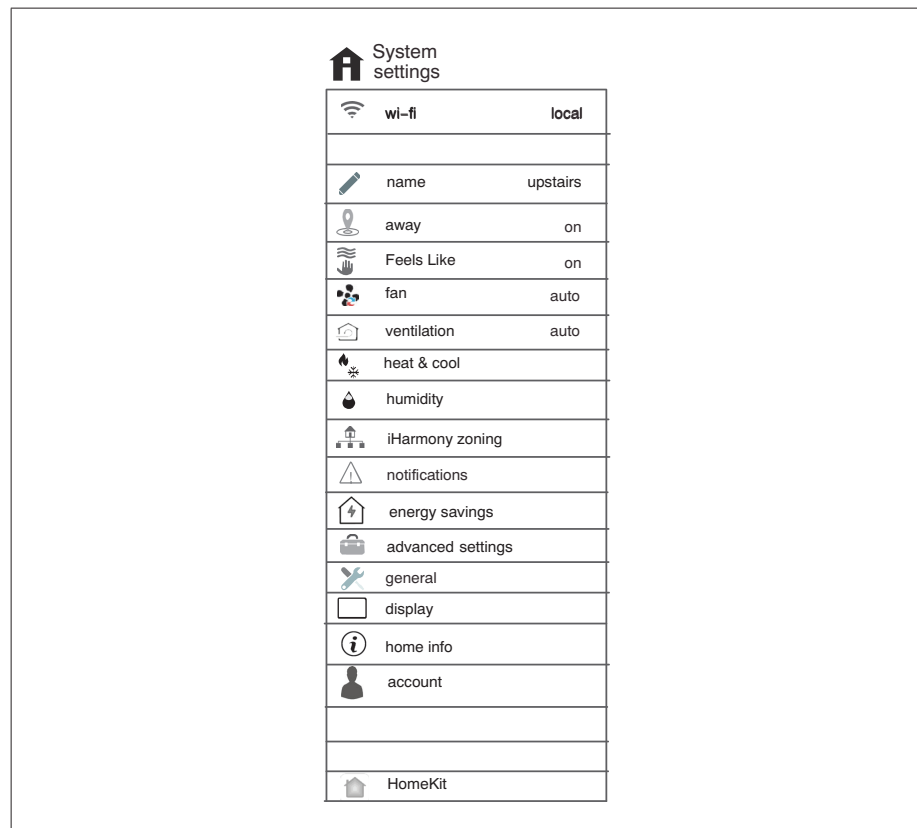 System
settings
wi-fi local
name upstairs
away on
Feels Like on
fan auto
ventilation auto
heat & cool
humidity
iHarmony zoning
notifications
energy savings
advanced settings
general
display
home info
account
HomeKit